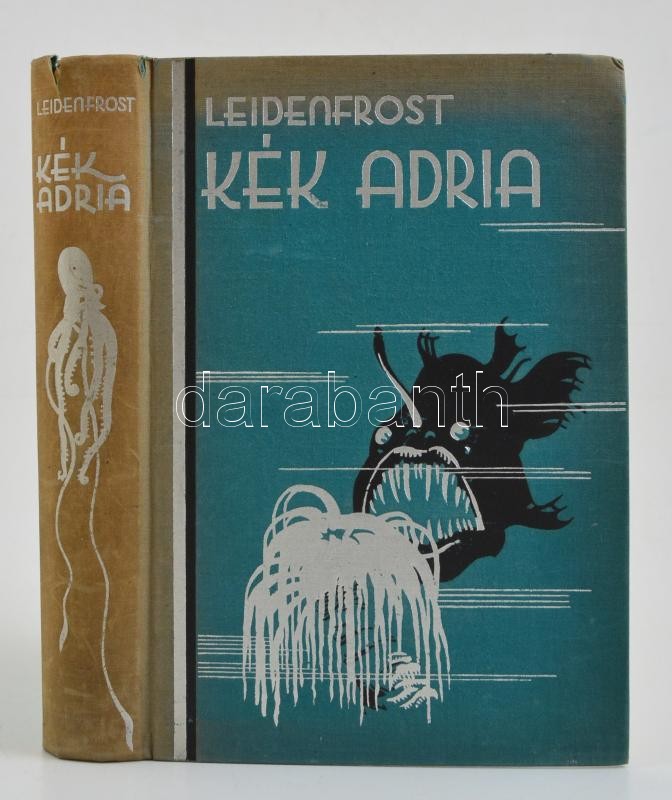 LEIDENFROST
KÉK
ADRIA
LEIDENFROST
KÉK ADRIA
darabanth